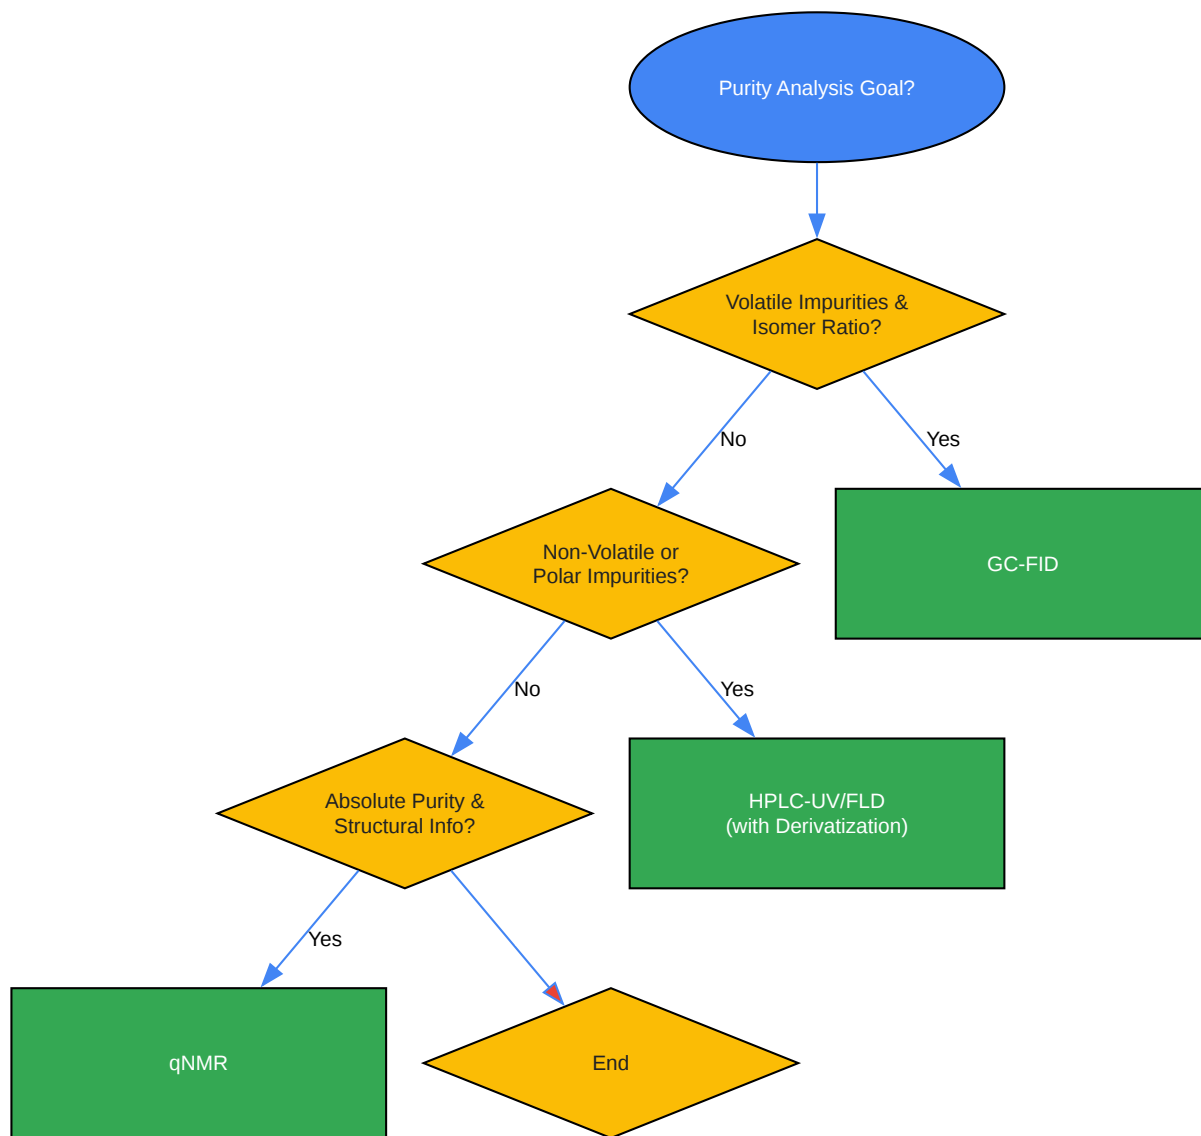 Purity Analysis Goal?
Volatile Impurities &
Isomer Ratio?
No
Yes
Non-Volatile or
Polar Impurities?
GC-FID
No
Yes
Absolute Purity &
Structural Info?
HPLC-UV/FLD
(with Derivatization)
Yes
qNMR
End